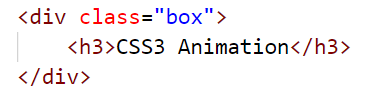 <div class="box">
    <h3>CSS3 Animation</h3>
</div>